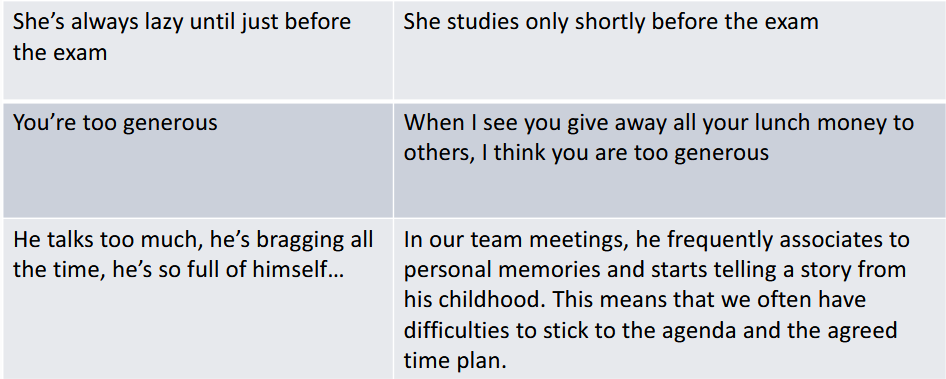 She’s always lazy until just before
the exam
She studies only shortly before the exam
You’re too generous
When I see you give away all your lunch money to
others, I think you are too generous
He talks too much, he’s bragging all
the time, he’s so full of himself…
In our team meetings, he frequently associates to
personal memories and starts telling a story from
his childhood. This means that we often have
difficulties to stick to the agenda and the agreed
time plan.